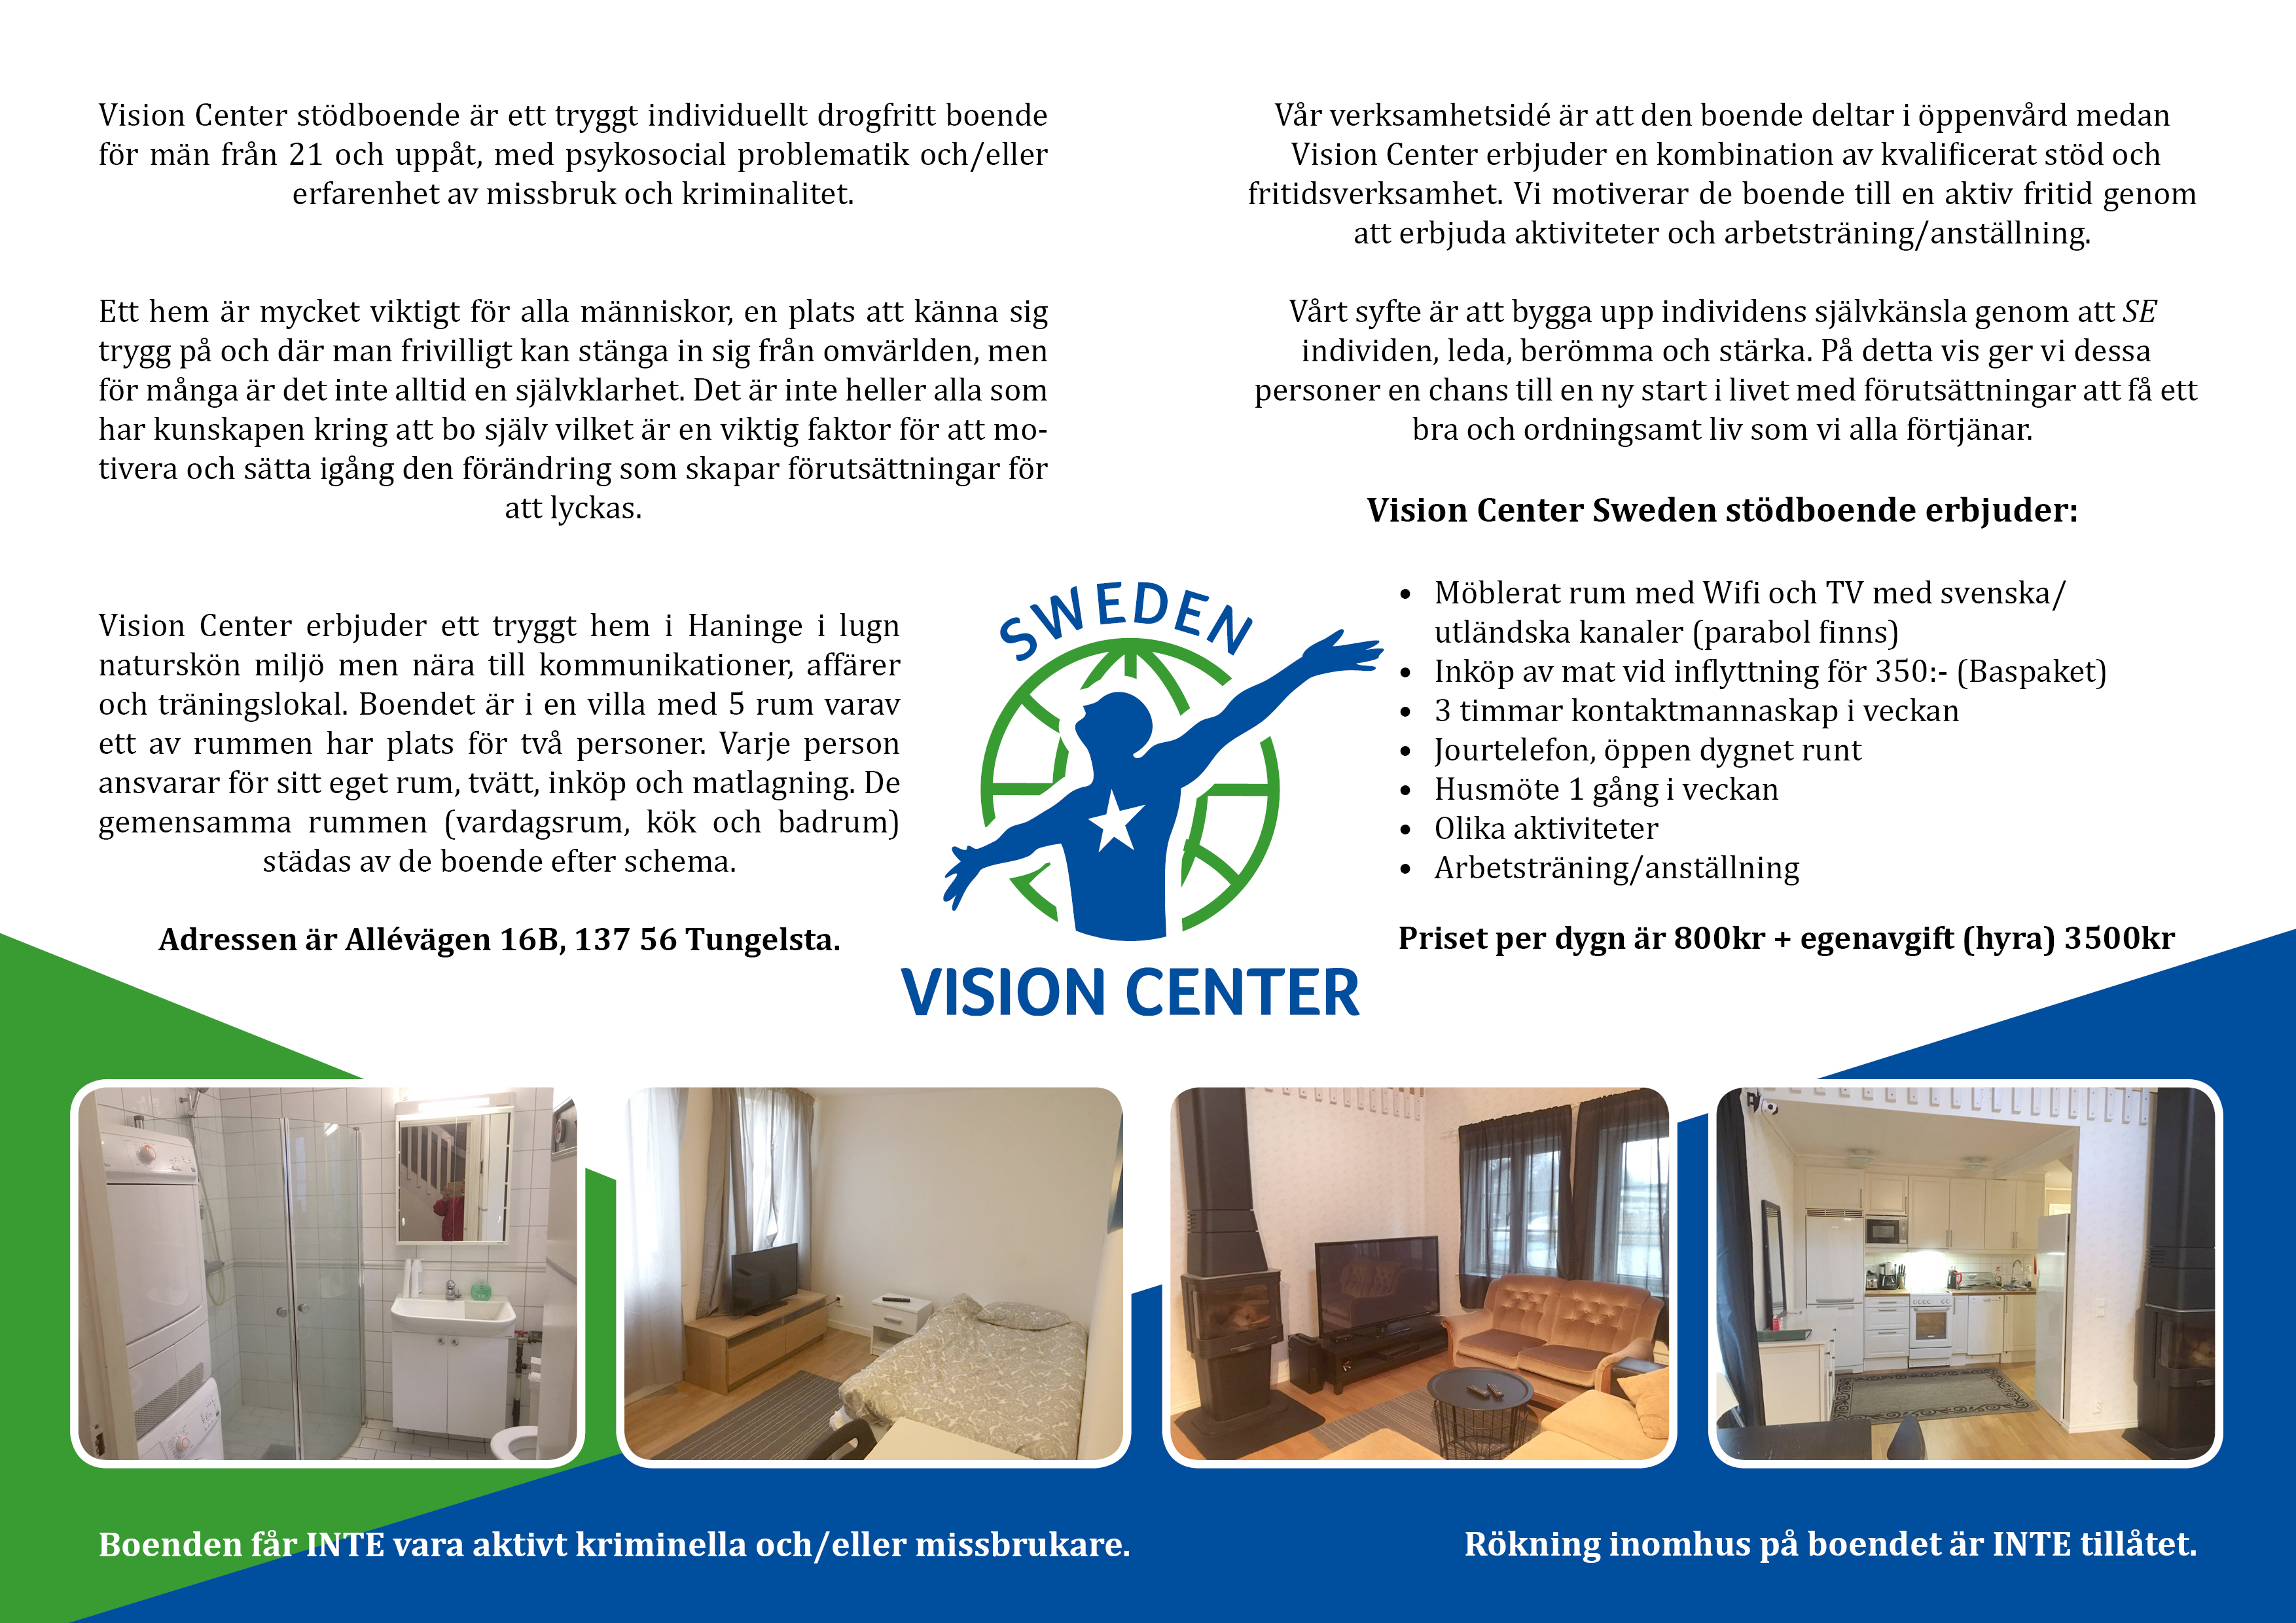 Vision Center stödboende är ett tryggt individuellt drogfritt boende
för män från 21 och uppåt, med psykosocial problematik och/eller
erfarenhet av missbruk och kriminalitet.
Ett hem är mycket viktigt för alla människor, en plats att känna sig
trygg på och där man frivilligt kan stänga in sig från omvärlden, men
för många är det inte alltid en självklarhet. Det är inte heller alla som
har kunskapen kring att bo själv vilket är en viktig faktor för att mo-
tivera och sätta igång den förändring som skapar förutsättningar för
att lyckas.
Vision Center erbjuder ett tryggt hem i Haninge i lugn
naturskön miljö men nära till kommunikationer, affärer
och träningslokal. Boendet är i en villa med 5 rum varav
ett av rummen har plats för två personer. Varje person
ansvarar för sitt eget rum, tvätt, inköp och matlagning. De
gemensamma rummen (vardagsrum, kök och badrum)
städas av de boende efter schema.
Adressen är Allévägen 16B, 137 56 Tungelsta.
SWEDEN
VISION CENTER
Vår verksamhetsidé är att den boende deltar i öppenvård medan
Vision Center erbjuder en kombination av kvalificerat stöd och
fritidsverksamhet. Vi motiverar de boende till en aktiv fritid genom
att erbjuda aktiviteter och arbetsträning/anställning.
Vårt syfte är att bygga upp individens självkänsla genom att SE
individen, leda, berömma och stärka. På detta vis ger vi dessa
personer en chans till en ny start i livet med förutsättningar att få ett
bra och ordningsamt liv som vi alla förtjänar.
Vision Center Sweden stödboende erbjuder:
• Möblerat rum med Wifi och TV med svenska/
utländska kanaler (parabol finns)
• Inköp av mat vid inflyttning för 350:- (Baspaket)
• 3 timmar kontaktmannaskap i veckan
• Jourtelefon, öppen dygnet runt
• Husmöte 1 gång i veckan
• Olika aktiviteter
• Arbetsträning/anställning
Priset per dygn är 800kr + egenavgift (hyra) 3500kr
Boenden får INTE vara aktivt kriminella och/eller missbrukare.
Rökning inomhus på boendet är INTE tillåtet.